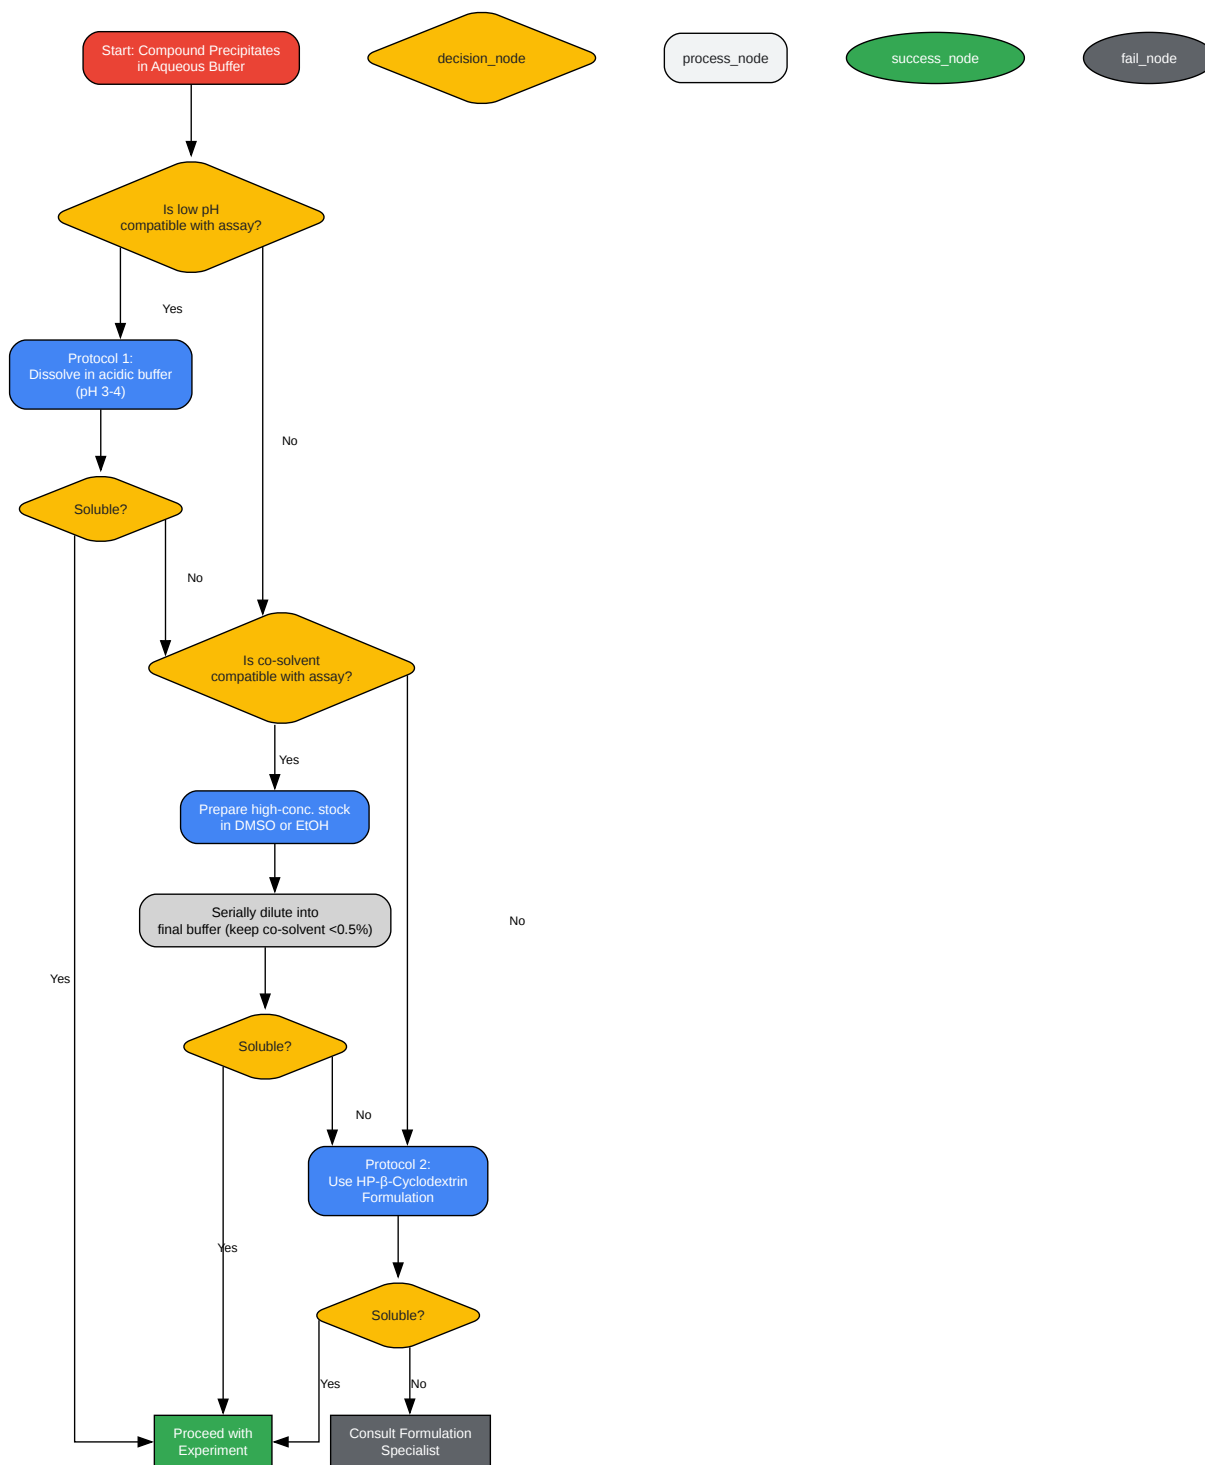 Start: Compound Precipitates
in Aqueous Buffer
decision_node
process_node
success_node
fail_node
Is low pH
compatible with assay?
Yes
Protocol 1:
Dissolve in acidic buffer
(pH 3-4)
No
Soluble?
No
Is co-solvent
compatible with assay?
Yes
Prepare high-conc. stock
in DMSO or EtOH
Serially dilute into
final buffer (keep co-solvent <0.5%)
No
Yes
Soluble?
No
Protocol 2:
Use HP-β-Cyclodextrin
Formulation
Yes
Soluble?
Yes
No
Proceed with
Experiment
Consult Formulation
Specialist